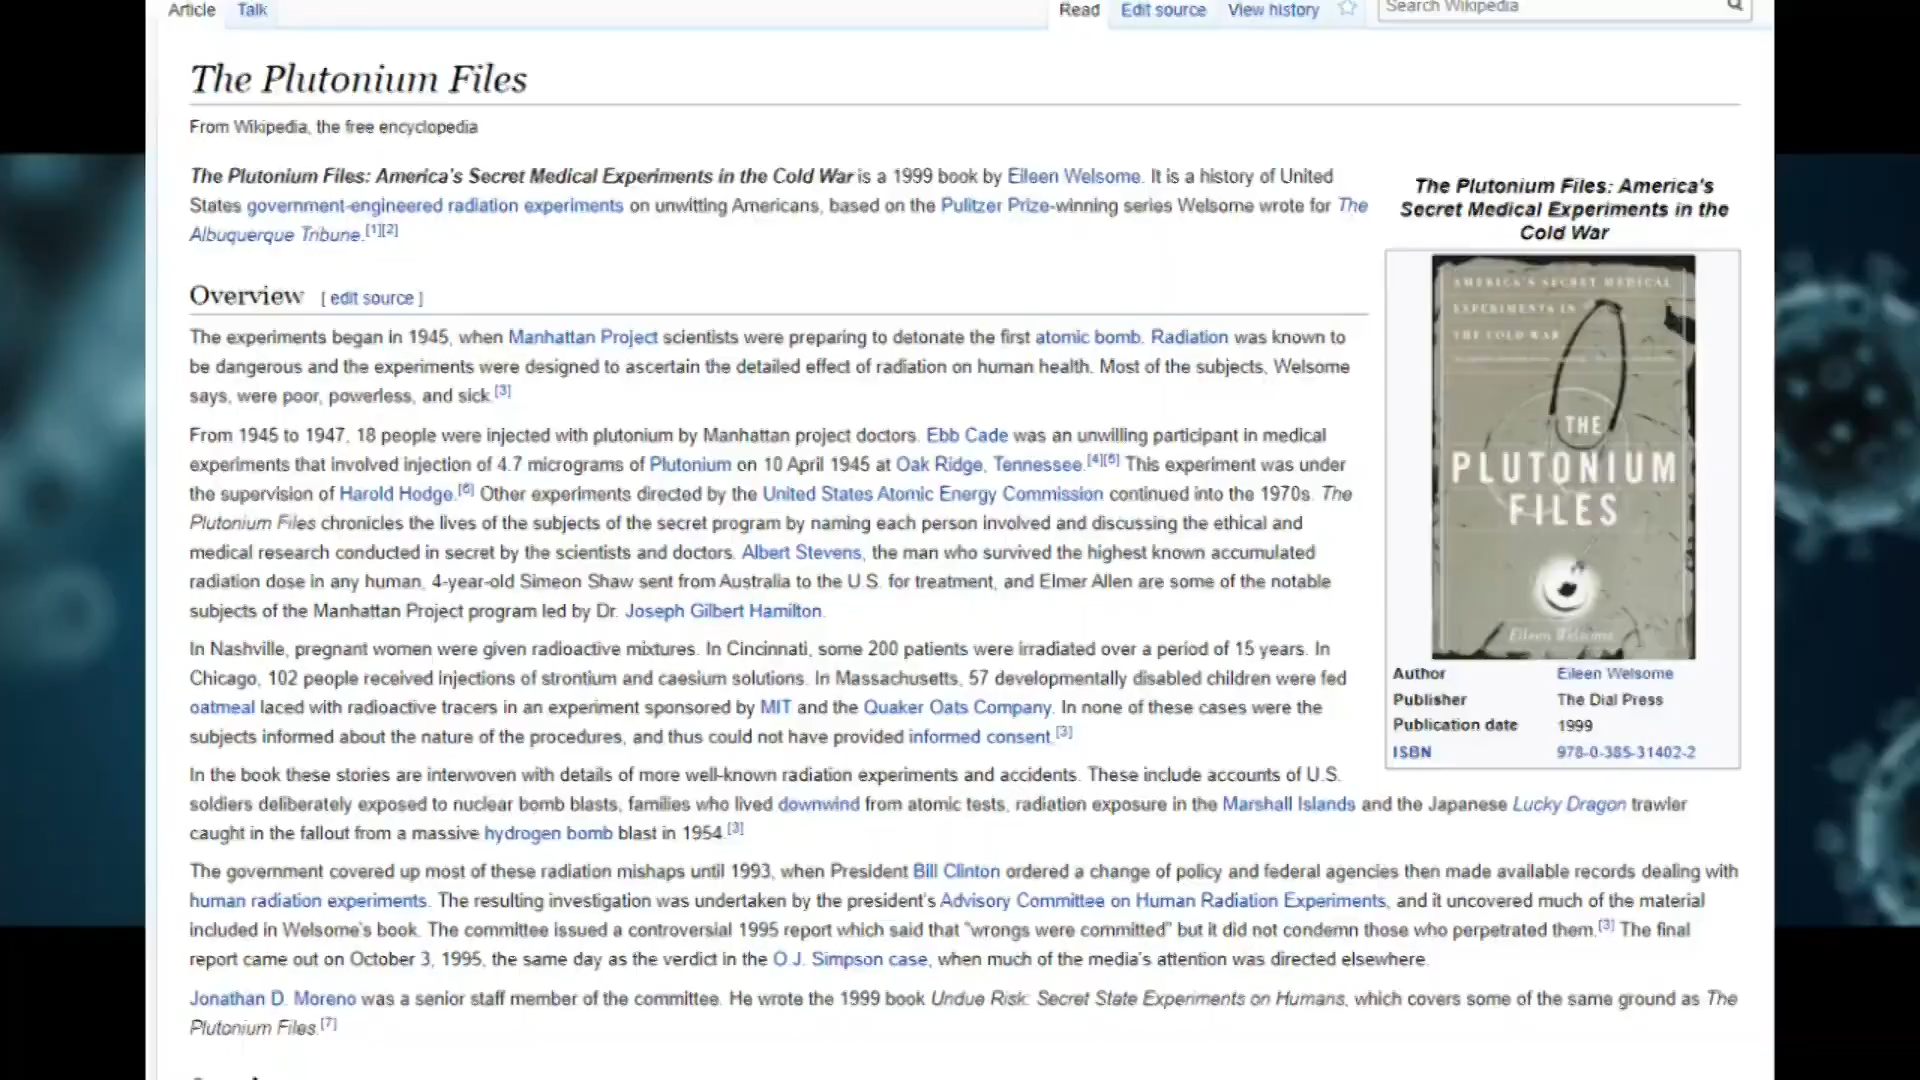 Article Talk Read Edit source View history Search Wikipedia
The Plutonium Files
From Wikipedia, the free encyclopedia
The Plutonium Files: America's Secret Medical Experiments in the Cold War is a 1999 book by Eileen Welsome. It is a history of United
States government-engineered radiation experiments on unwitting Americans, based on the Pulitzer Prize-winning series Welsome wrote for The
Albuquerque Tribune.[1][2]
Overview [ edit source ]
The experiments began in 1945, when Manhattan Project scientists were preparing to detonate the first atomic bomb. Radiation was known to
be dangerous and the experiments were designed to ascertain the detailed effect of radiation on human health. Most of the subjects, Welsome
says, were poor, powerless, and sick.[3]
From 1945 to 1947, 18 people were injected with plutonium by Manhattan project doctors. Ebb Cade was an unwilling participant in medical
experiments that involved injection of 4.7 micrograms of Plutonium on 10 April 1945 at Oak Ridge, Tennessee.[4][5] This experiment was under
the supervision of Harold Hodge.[6] Other experiments directed by the United States Atomic Energy Commission continued into the 1970s. The
Plutonium Files chronicles the lives of the subjects of the secret program by naming each person involved and discussing the ethical and
medical research conducted in secret by the scientists and doctors. Albert Stevens, the man who survived the highest known accumulated
radiation dose in any human, 4-year-old Simeon Shaw sent from Australia to the U.S. for treatment, and Elmer Allen are some of the notable
subjects of the Manhattan Project program led by Dr. Joseph Gilbert Hamilton.
In Nashville, pregnant women were given radioactive mixtures. In Cincinnati, some 200 patients were irradiated over a period of 15 years. In
Chicago, 102 people received injections of strontium and caesium solutions. In Massachusetts, 57 developmentally disabled children were fed
oatmeal laced with radioactive tracers in an experiment sponsored by MIT and the Quaker Oats Company. In none of these cases were the
subjects informed about the nature of the procedures, and thus could not have provided informed consent.[3]
In the book these stories are interwoven with details of more well-known radiation experiments and accidents. These include accounts of U.S.
soldiers deliberately exposed to nuclear bomb blasts, families who lived downwind from atomic tests, radiation exposure in the Marshall Islands and the Japanese Lucky Dragon trawler
caught in the fallout from a massive hydrogen bomb blast in 1954.[3]
The government covered up most of these radiation mishaps until 1993, when President Bill Clinton ordered a change of policy and federal agencies then made available records dealing with
human radiation experiments. The resulting investigation was undertaken by the president's Advisory Committee on Human Radiation Experiments, and it uncovered much of the material
included in Welsome's book. The committee issued a controversial 1995 report which said that "wrongs were committed" but it did not condemn those who perpetrated them.[3] The final
report came out on October 3, 1995, the same day as the verdict in the O.J. Simpson case, when much of the media's attention was directed elsewhere.
Jonathan D. Moreno was a senior staff member of the committee. He wrote the 1999 book Undue Risk: Secret State Experiments on Humans, which covers some of the same ground as The
Plutonium Files.[7]
The Plutonium Files: America's
Secret Medical Experiments in the
Cold War
AMERICA'S SECRET MEDICAL
EXPERIMENTS IN
THE COLD WAR
THE
PLUTONIUM
FILES
Eileen Welsome
Author Eileen Welsome
Publisher The Dial Press
Publication date 1999
ISBN 978-0-385-31402-2